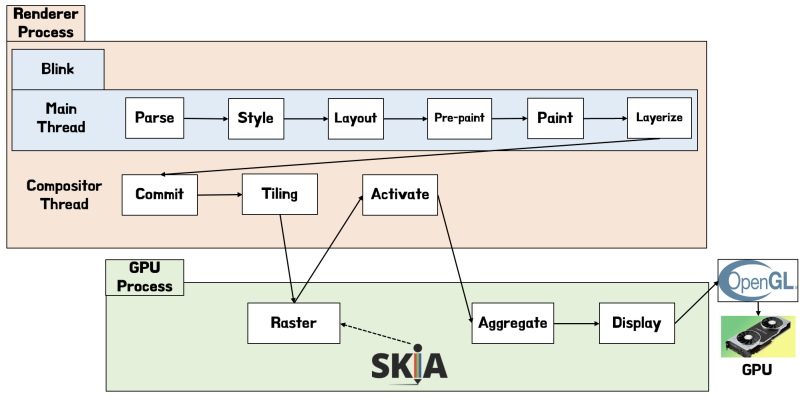 Renderer
Process
Blink
Main
Thread
Parse
Style
Layout
Pre-paint
Paint
Layerize
Compositor
Thread
Commit
Tiling
Activate
GPU
Process
Raster
Aggregate
Display
SKiA
OpenGL.
GPU